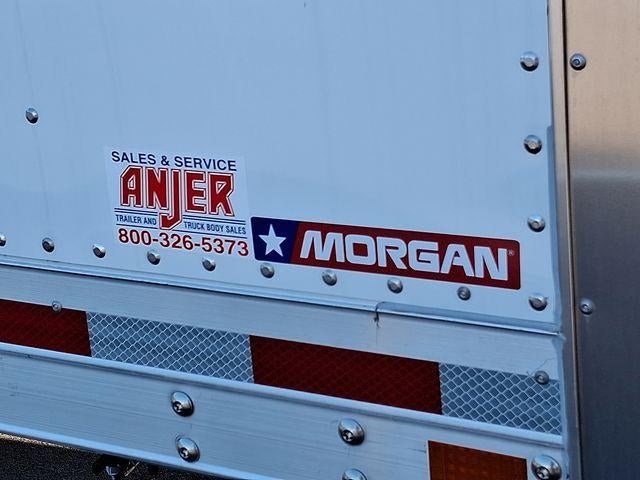 SALES & SERVICE
ANJER
TRAILER AND TRUCK BODY SALES
800-326-5373
MORGAN®